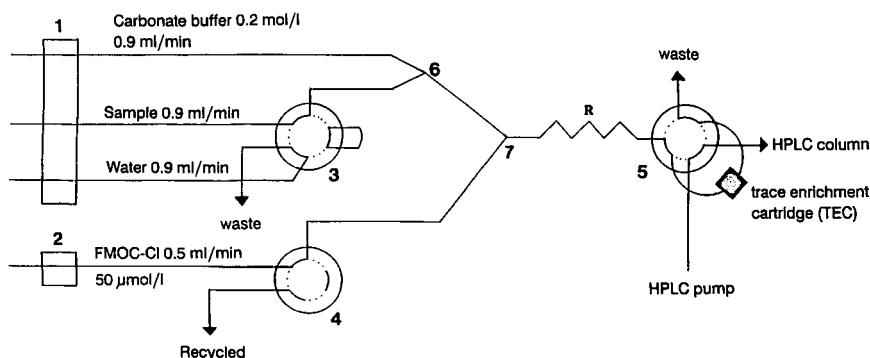 1
Carbonate buffer 0.2 mol/l
0.9 ml/min
6
Sample 0.9 ml/min
Water 0.9 ml/min
3
waste
2
FMOC-Cl 0.5 ml/min
50 µmol/l
4
Recycled
7
R
waste
HPLC column
5
trace enrichment
cartridge (TEC)
HPLC pump